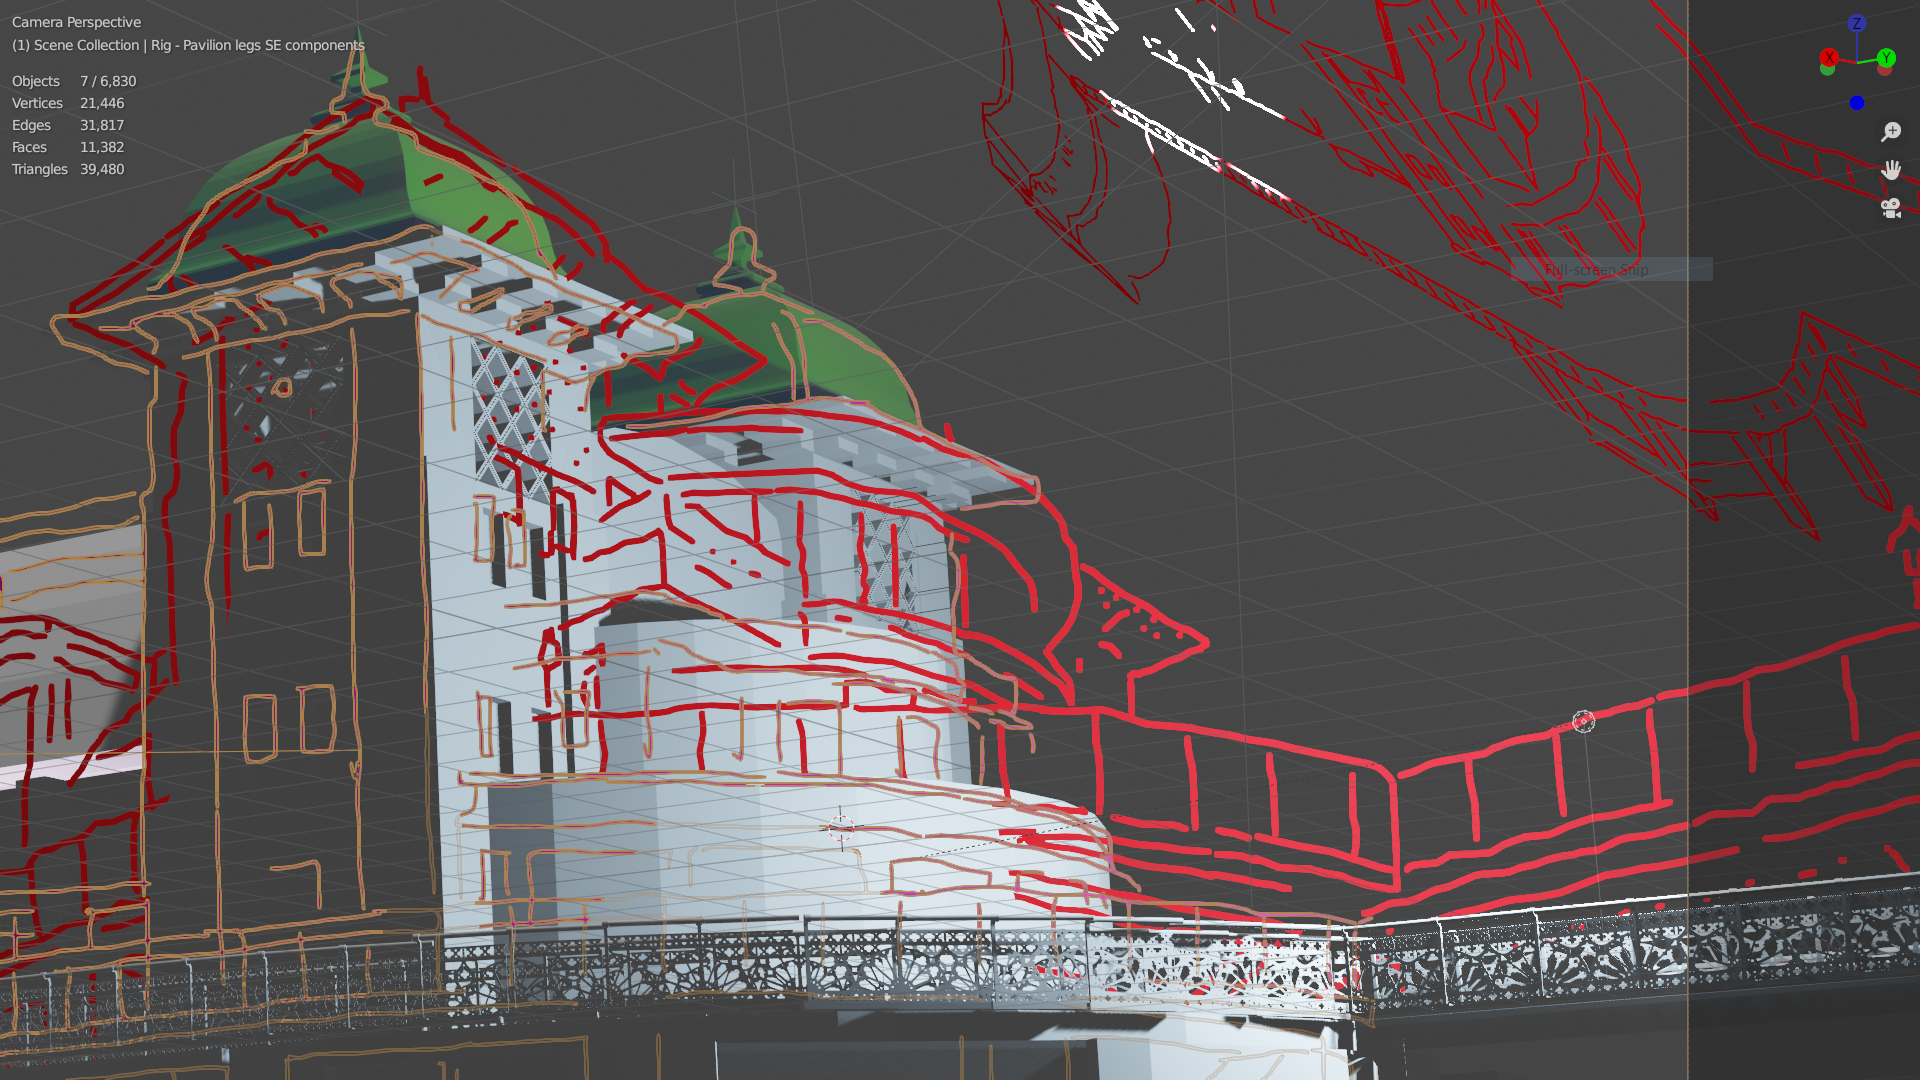 Camera Perspective
(1) Scene Collection | Rig - Pavilion legs SE components
Objects 7 / 6,830
Vertices 21,446
Edges 31,817
Faces 11,382
Triangles 39,480
Z
X
Y
Full-screen Snip